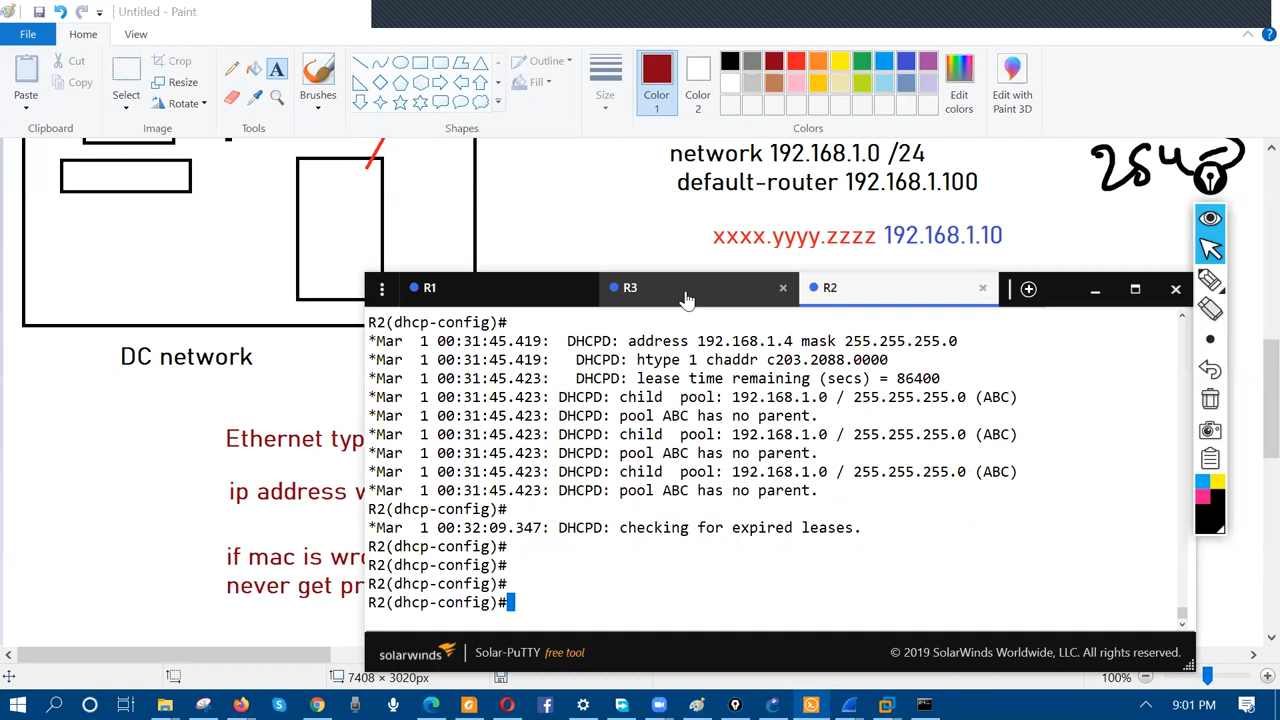 Untitled - Paint
File
Home
View
Paste
Cut
Copy
Clipboard
Select
Crop
Resize
Rotate
Image
A
Tools
Brushes
Outline
Fill
Shapes
Size
Color
1
Color
2
Edit
colors
Edit with
Paint 3D
Colors
network 192.168.1.0 /24
default-router 192.168.1.100
xxxx.yyyy.zzzz 192.168.1.10
DC network
Ethernet typ
ip address w
if mac is wro
never get pr
R1
R3
R2
R2(dhcp-config)#
*Mar 1 00:31:45.419: DHCPD: address 192.168.1.4 mask 255.255.255.0
*Mar 1 00:31:45.419: DHCPD: htype 1 chaddr c203.2088.0000
*Mar 1 00:31:45.423: DHCPD: lease time remaining (secs) = 86400
*Mar 1 00:31:45.423: DHCPD: child pool: 192.168.1.0 / 255.255.255.0 (ABC)
*Mar 1 00:31:45.423: DHCPD: pool ABC has no parent.
*Mar 1 00:31:45.423: DHCPD: child pool: 192.168.1.0 / 255.255.255.0 (ABC)
*Mar 1 00:31:45.423: DHCPD: pool ABC has no parent.
*Mar 1 00:31:45.423: DHCPD: child pool: 192.168.1.0 / 255.255.255.0 (ABC)
*Mar 1 00:31:45.423: DHCPD: pool ABC has no parent.
R2(dhcp-config)#
*Mar 1 00:32:09.347: DHCPD: checking for expired leases.
R2(dhcp-config)#
R2(dhcp-config)#
R2(dhcp-config)#
R2(dhcp-config)#
solarwinds
Solar-PuTTY free tool
© 2019 SolarWinds Worldwide, LLC. All rights reserved.
7408 × 3020px
100%
9:01 PM